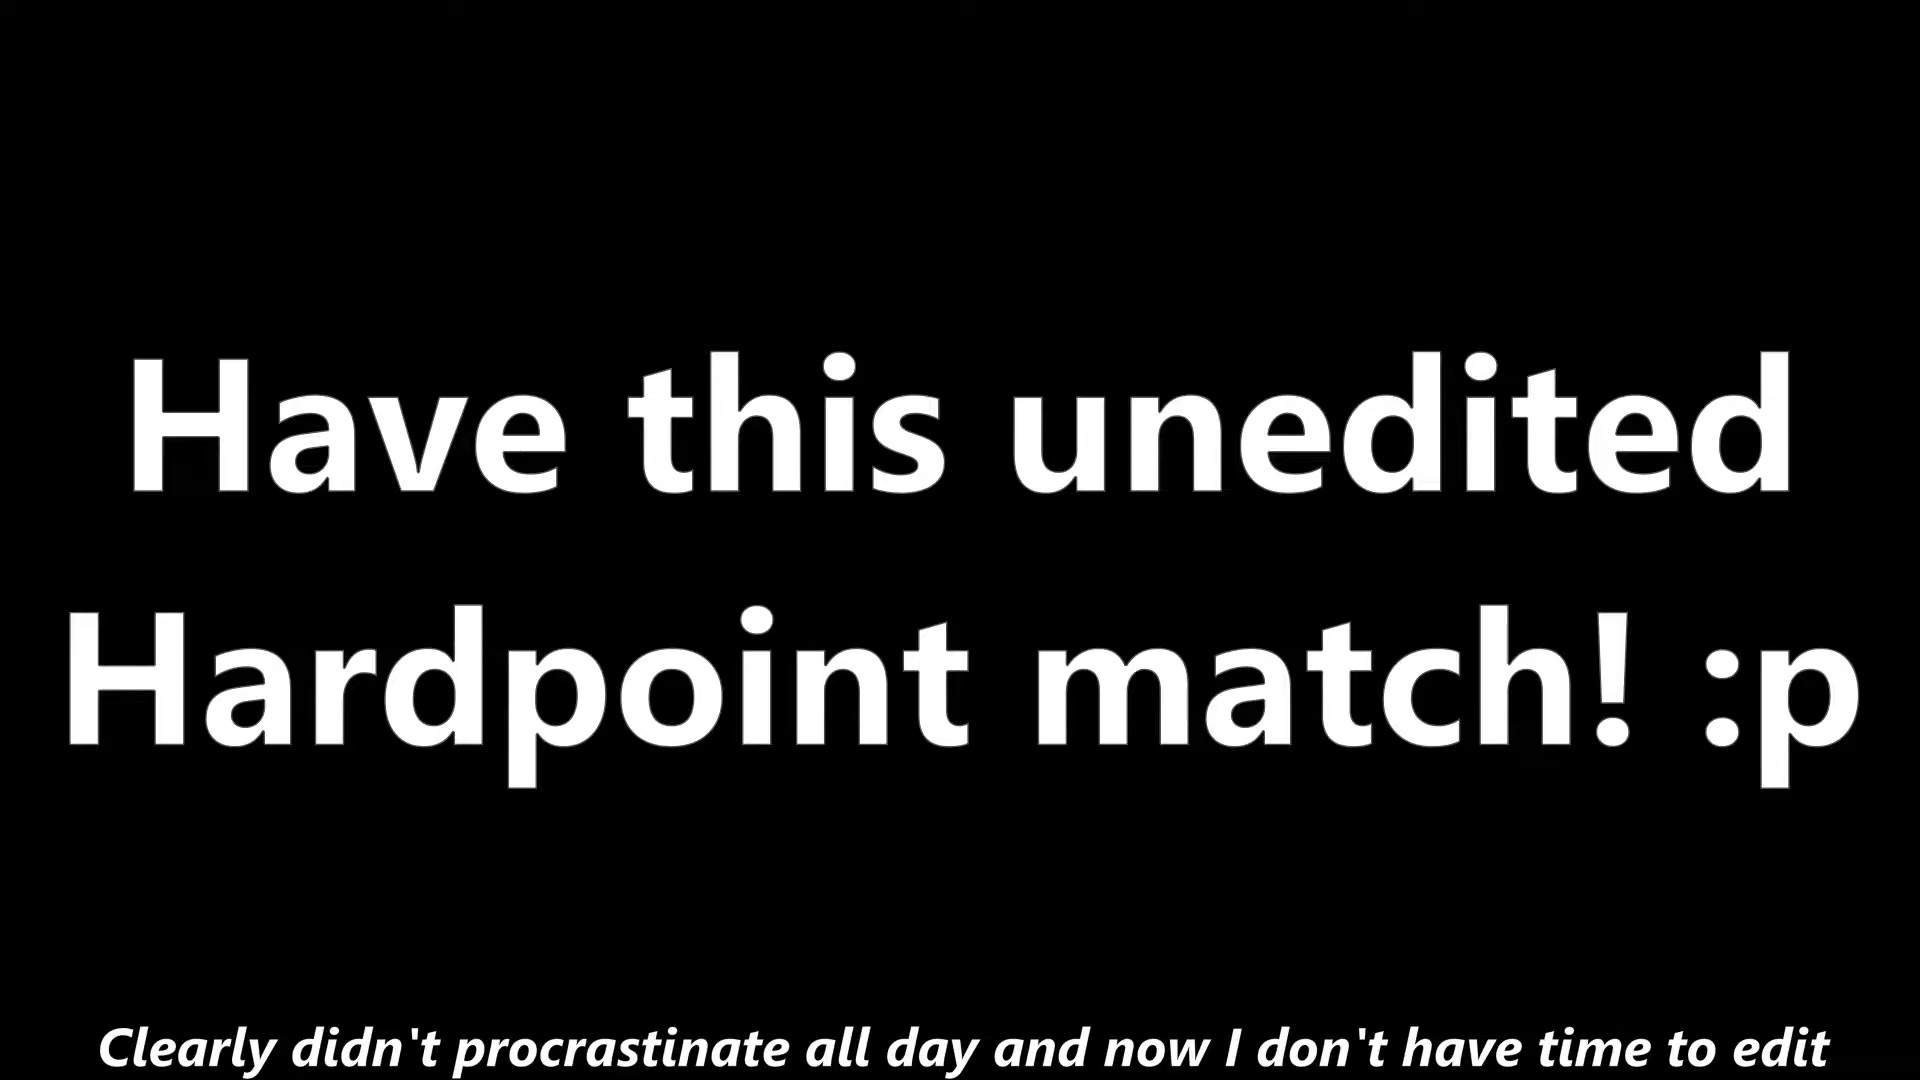 Have this unedited
Hardpoint match! :p
Clearly didn't procrastinate all day and now I don't have time to edit